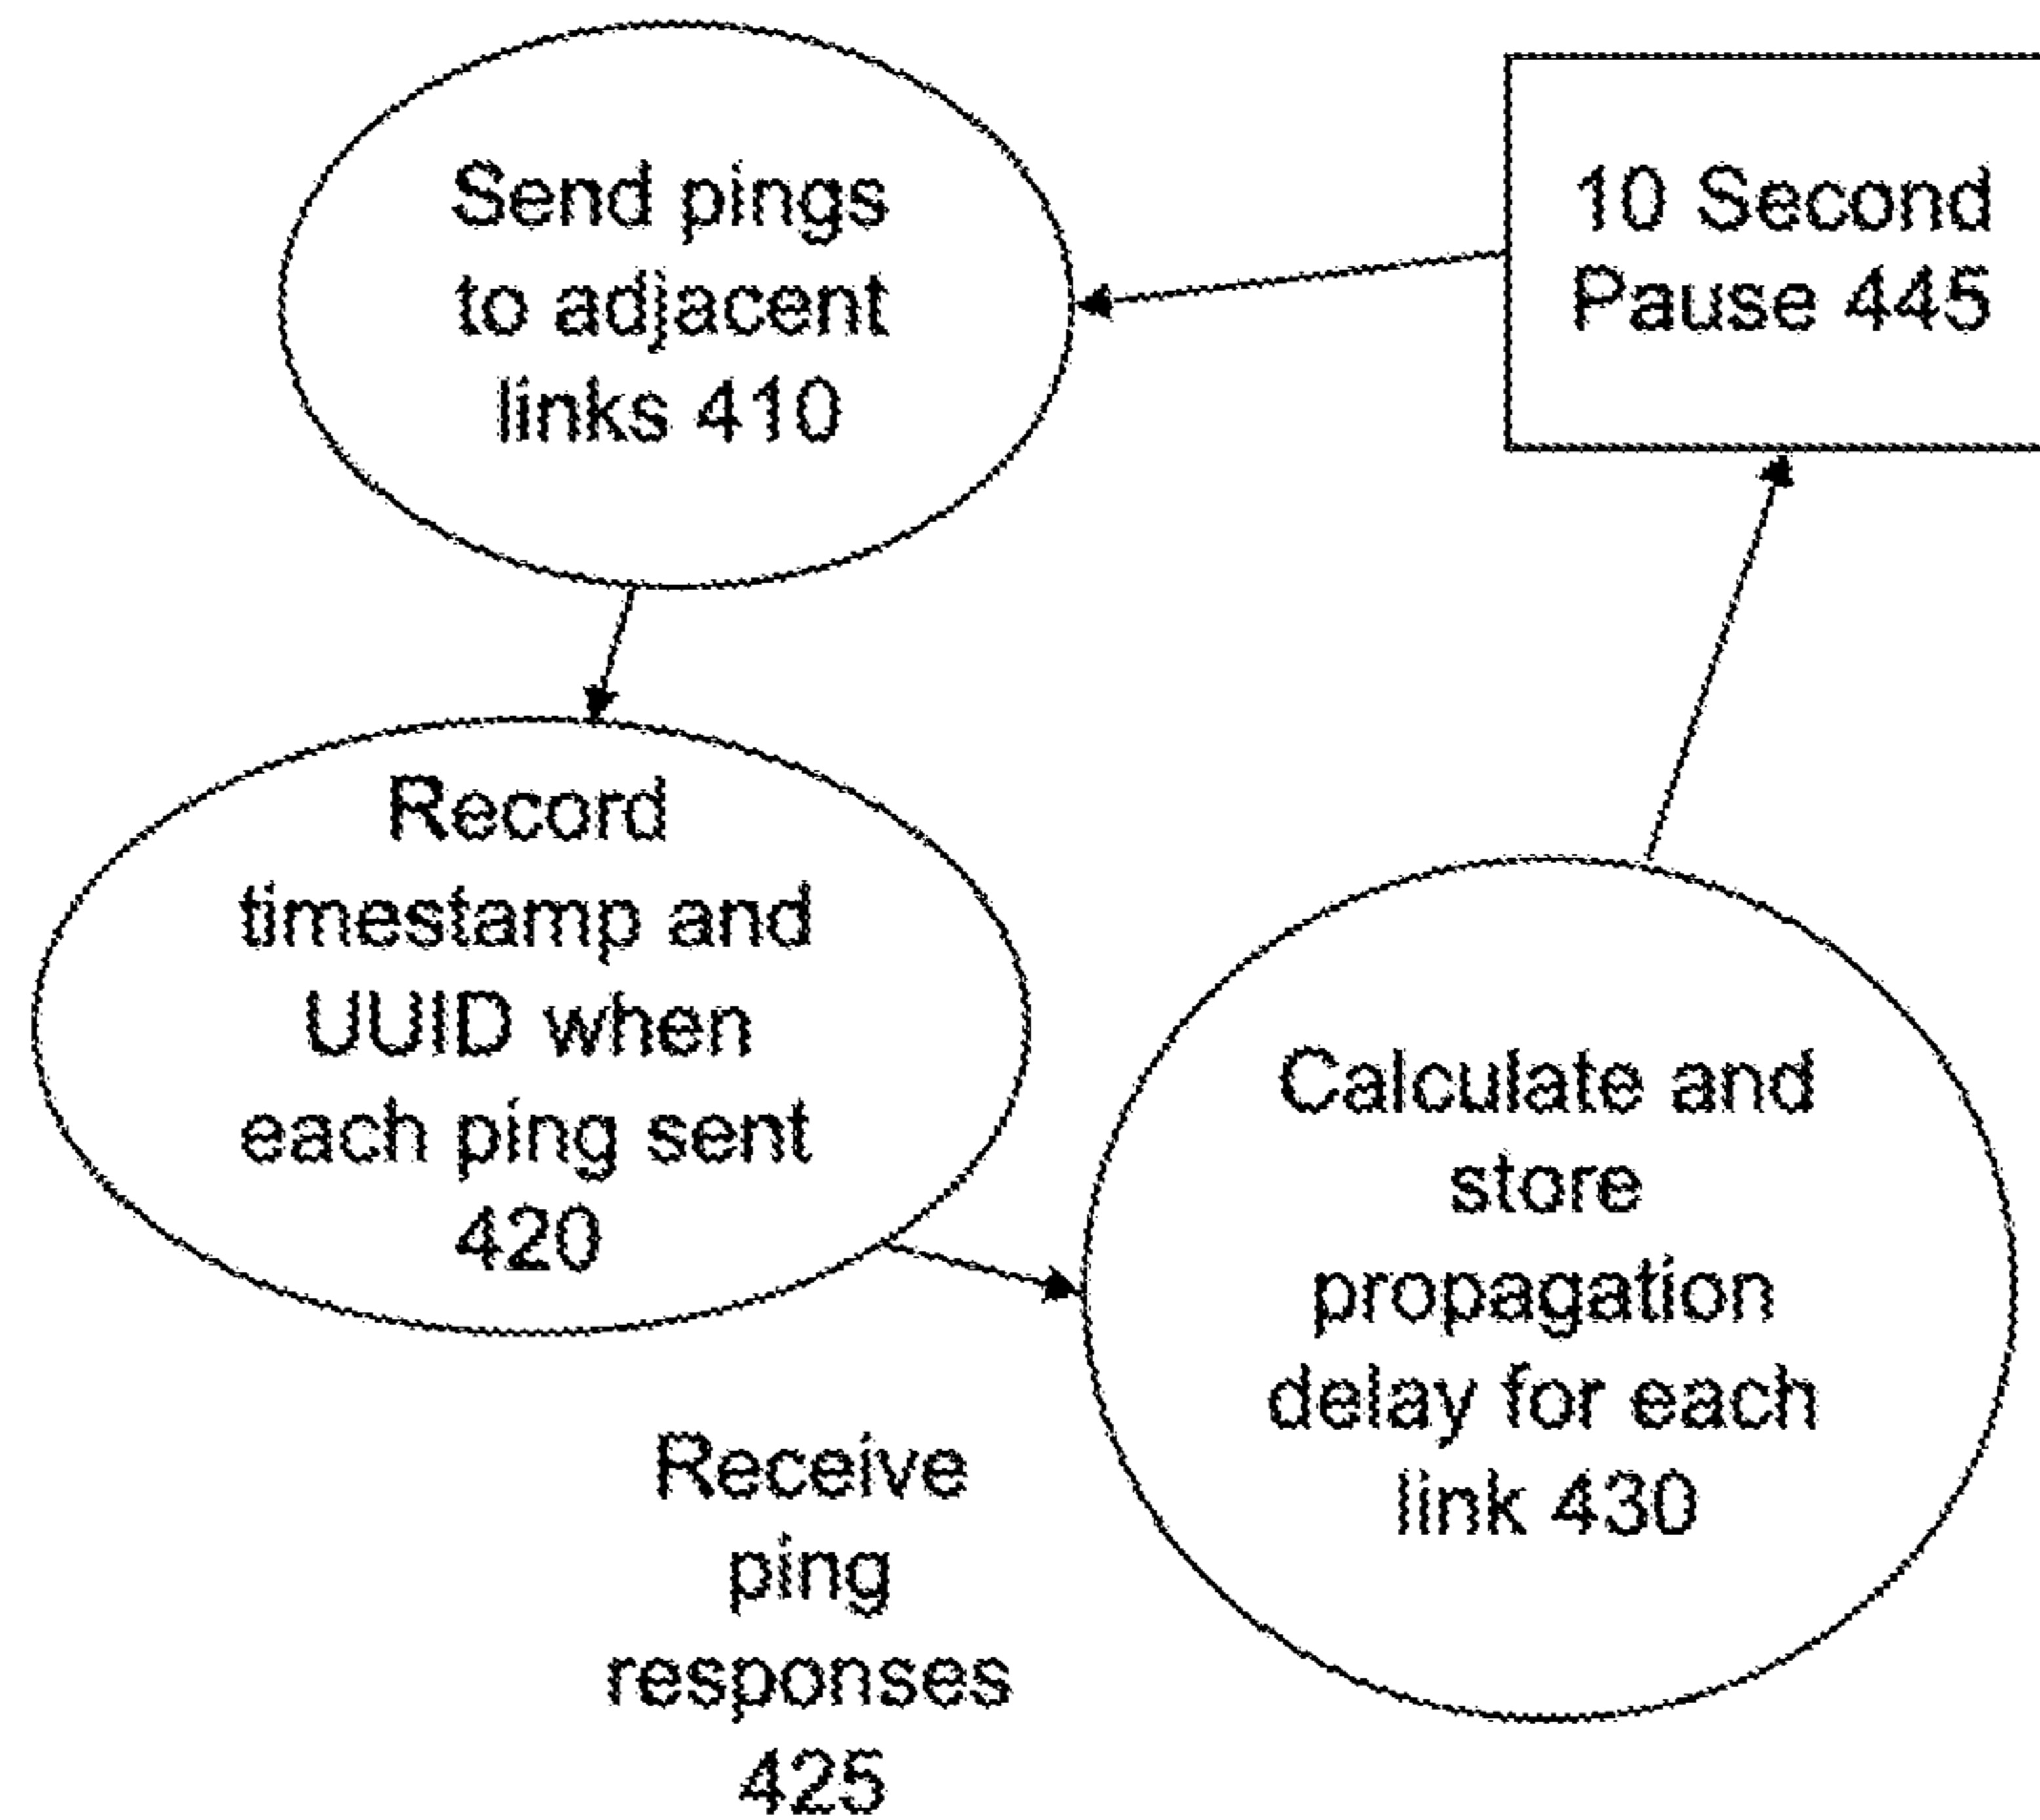 Send pings
to adjacent
links 410
10 Second
Pause 445
Record
timestamp and
UUID when
each ping sent
420
Calculate and
store
propagation
delay for each
link 430
Receive
ping
responses
425